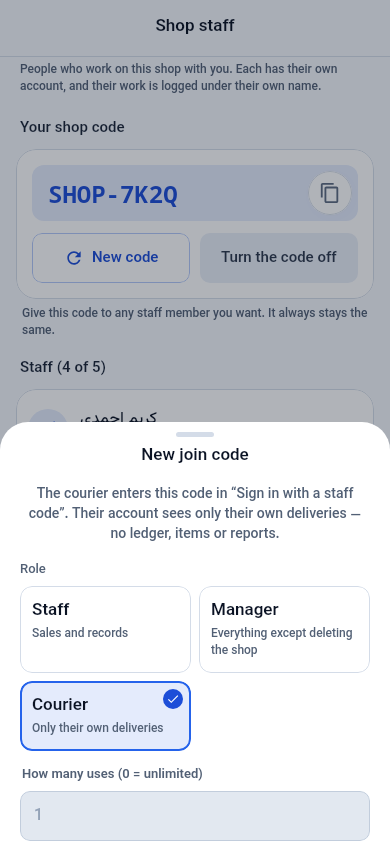 Shop staff
People who work on this shop with you. Each has their own
account, and their work is logged under their own name.
Your shop code
SHOP-7K2Q
New code
Turn the code off
Give this code to any staff member you want. It always stays the
same.
Staff (4 of 5)
کریم احمدی
New join code
The courier enters this code in “Sign in with a staff
code”. Their account sees only their own deliveries —
no ledger, items or reports.
Role
Staff
Sales and records
Manager
Everything except deleting
the shop
Courier
Only their own deliveries
How many uses (0 = unlimited)
1